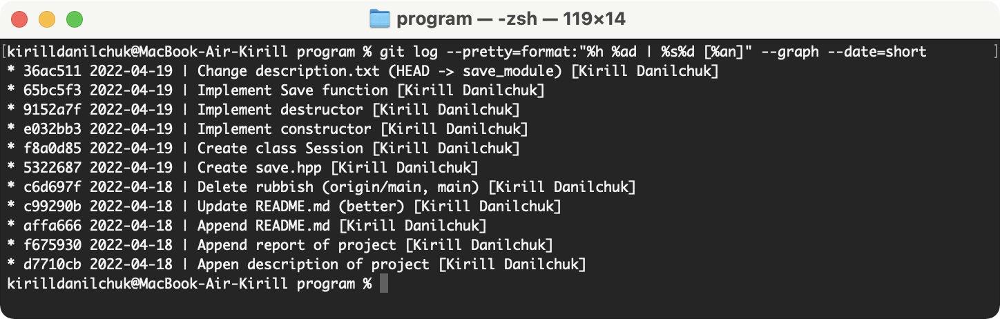 program — -zsh — 119×14
[kirilldanilchuk@MacBook-Air-Kirill program % git log --pretty=format:"%h %ad | %s%d [%an]" --graph --date=short ]
* 36ac511 2022-04-19 | Change description.txt (HEAD -> save_module) [Kirill Danilchuk]
* 65bc5f3 2022-04-19 | Implement Save function [Kirill Danilchuk]
* 9152a7f 2022-04-19 | Implement destructor [Kirill Danilchuk]
* e032bb3 2022-04-19 | Implement constructor [Kirill Danilchuk]
* f8a0d85 2022-04-19 | Create class Session [Kirill Danilchuk]
* 5322687 2022-04-19 | Create save.hpp [Kirill Danilchuk]
* c6d697f 2022-04-18 | Delete rubbish (origin/main, main) [Kirill Danilchuk]
* c99290b 2022-04-18 | Update README.md (better) [Kirill Danilchuk]
* affa666 2022-04-18 | Append README.md [Kirill Danilchuk]
* f675930 2022-04-18 | Append report of project [Kirill Danilchuk]
* d7710cb 2022-04-18 | Appen description of project [Kirill Danilchuk]
kirilldanilchuk@MacBook-Air-Kirill program %